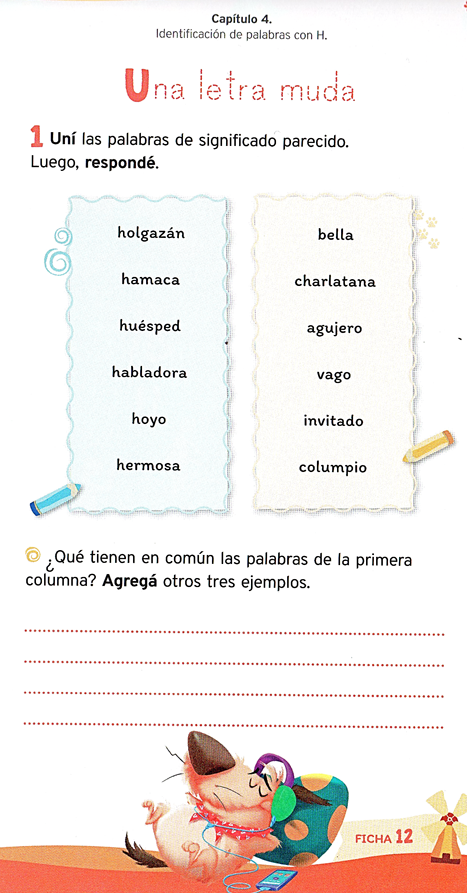 Capítulo 4.
Identificación de palabras con H.
Una letra muda
1 Uní las palabras de significado parecido.
Luego, respondé.
holgazán
hamaca
huésped
habladora
hoyo
hermosa
bella
charlatana
agujero
vago
invitado
columpio
¿Qué tienen en común las palabras de la primera
columna? Agregá otros tres ejemplos.
FICHA 12